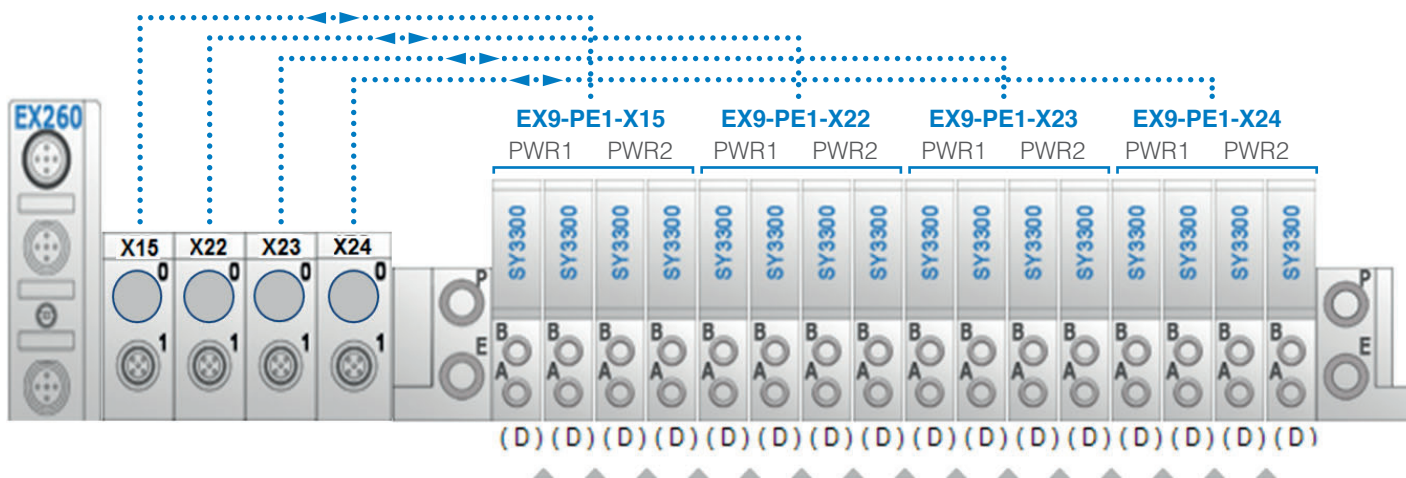 EX260
EX9-PE1-X15 EX9-PE1-X22 EX9-PE1-X23 EX9-PE1-X24
PWR1 PWR2 PWR1 PWR2 PWR1 PWR2 PWR1 PWR2
SY3300 SY3300 SY3300 SY3300 SY3300 SY3300 SY3300 SY3300 SY3300 SY3300 SY3300 SY3300 SY3300 SY3300 SY3300 SY3300
X15 X22 X23 X24
0 0 0 0 P P
1 1 1 1 E E
B B B B B B B B B B B B B B B B
A A A A A A A A A A A A A A A A
(D) (D) (D) (D) (D) (D) (D) (D) (D) (D) (D) (D) (D) (D) (D) (D)